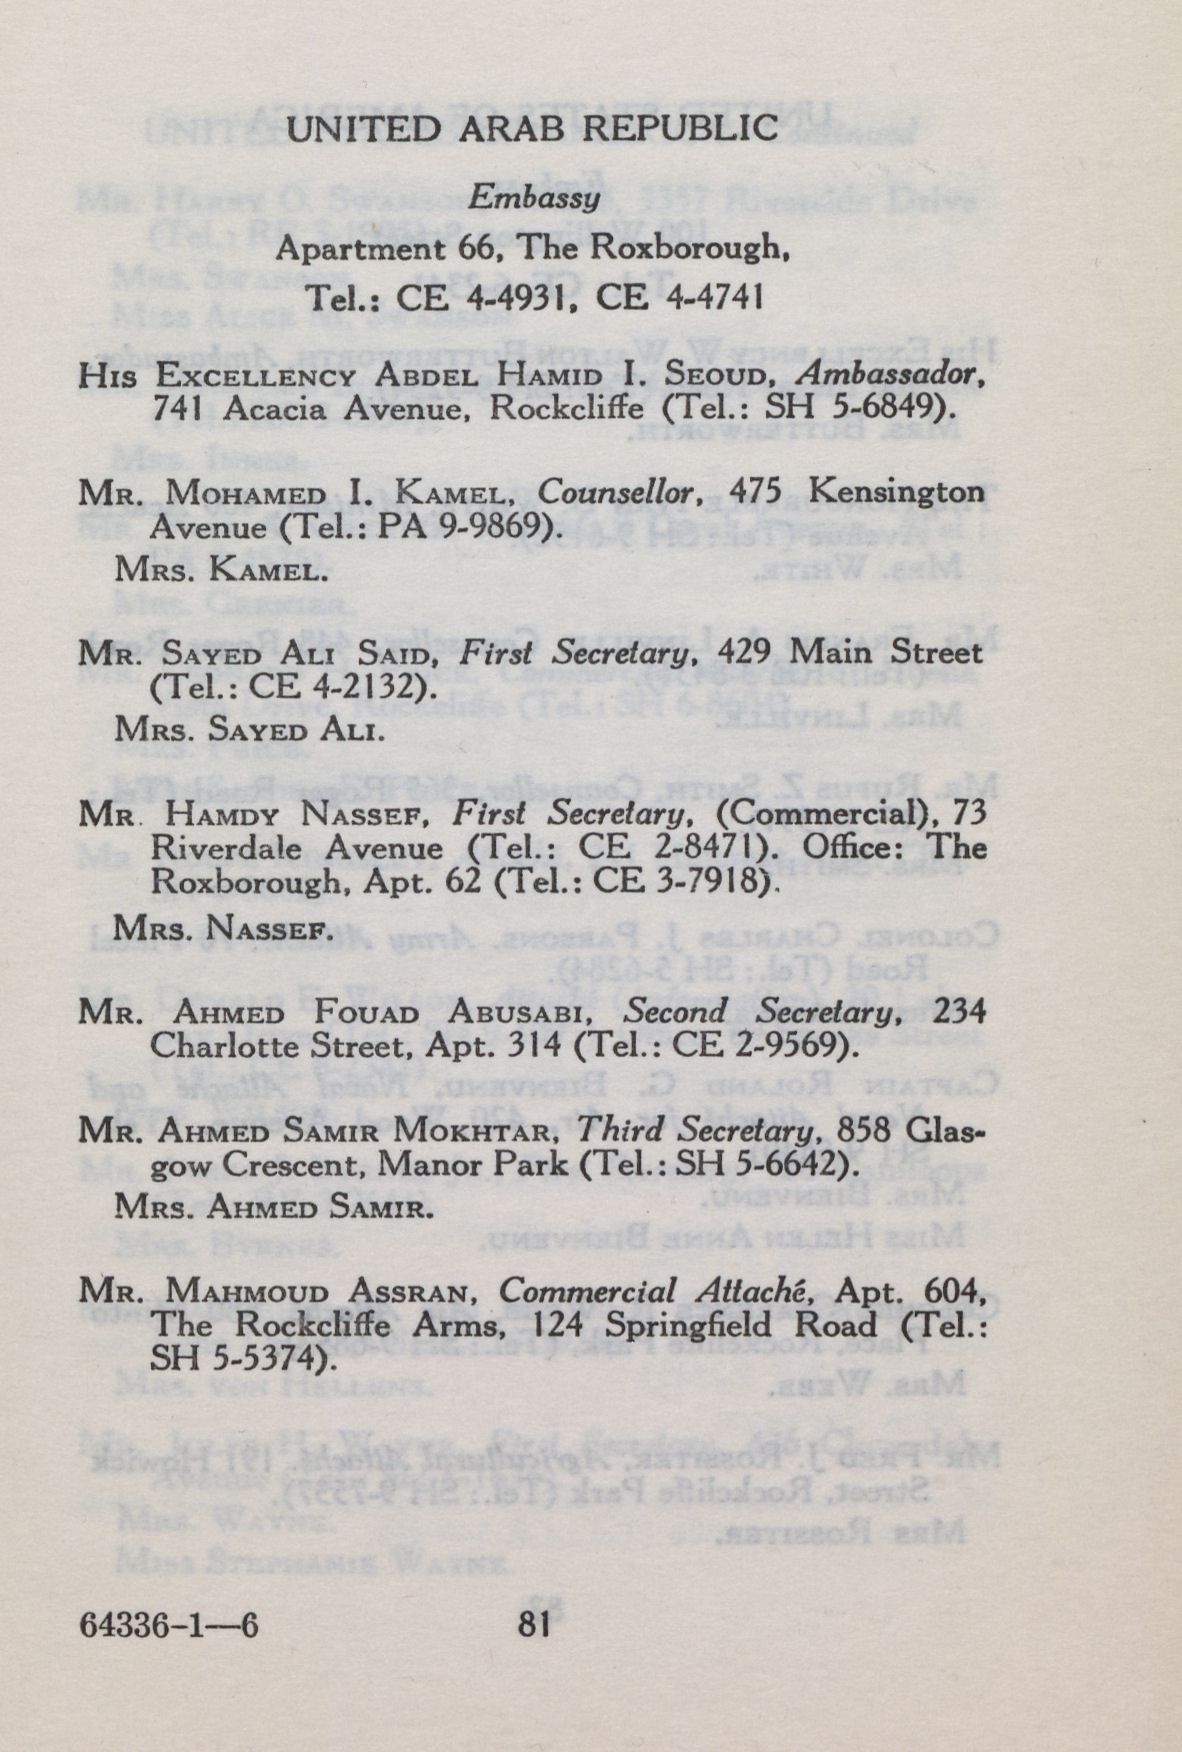 UNITED ARAB REPUBLIC
Embassy
Apartment 66, The Roxborough,
Tel.: CE 4-4931, CE 4-4741
His Excellency Abdel Hamid I. Seoud, Ambassador,
741 Acacia Avenue, Rockcliffe (Tel.: SH 5-6849).
Mr. Mohamed I. Kamel, Counsellor, 475 Kensington
Avenue (Tel.: PA 9-9869).
Mrs. Kamel.
Mr. Sayed Ali Said, First Secretary, 429 Main Street
(Tel.: CE 4-2132).
Mrs. Sayed Ali.
Mr. Hamdy Nassef, First Secretary, (Commercial), 73
Riverdale Avenue (Tel.: CE 2-8471). Office: The
Roxborough, Apt. 62 (Tel.: CE 3-7918).
Mrs. Nassef.
Mr. Ahmed Fouad Abusabi, Second Secretary, 234
Charlotte Street, Apt. 314 (Tel.: CE 2-9569).
Mr. Ahmed Samir Mokhtar, Third Secretary, 858 Glas-
gow Crescent, Manor Park (Tel.: SH 5-6642).
Mrs. Ahmed Samir.
Mr. Mahmoud Assran, Commercial Attaché, Apt. 604,
The Rockcliffe Arms, 124 Springfield Road (Tel.:
SH 5-5374).
64336-1—6
81